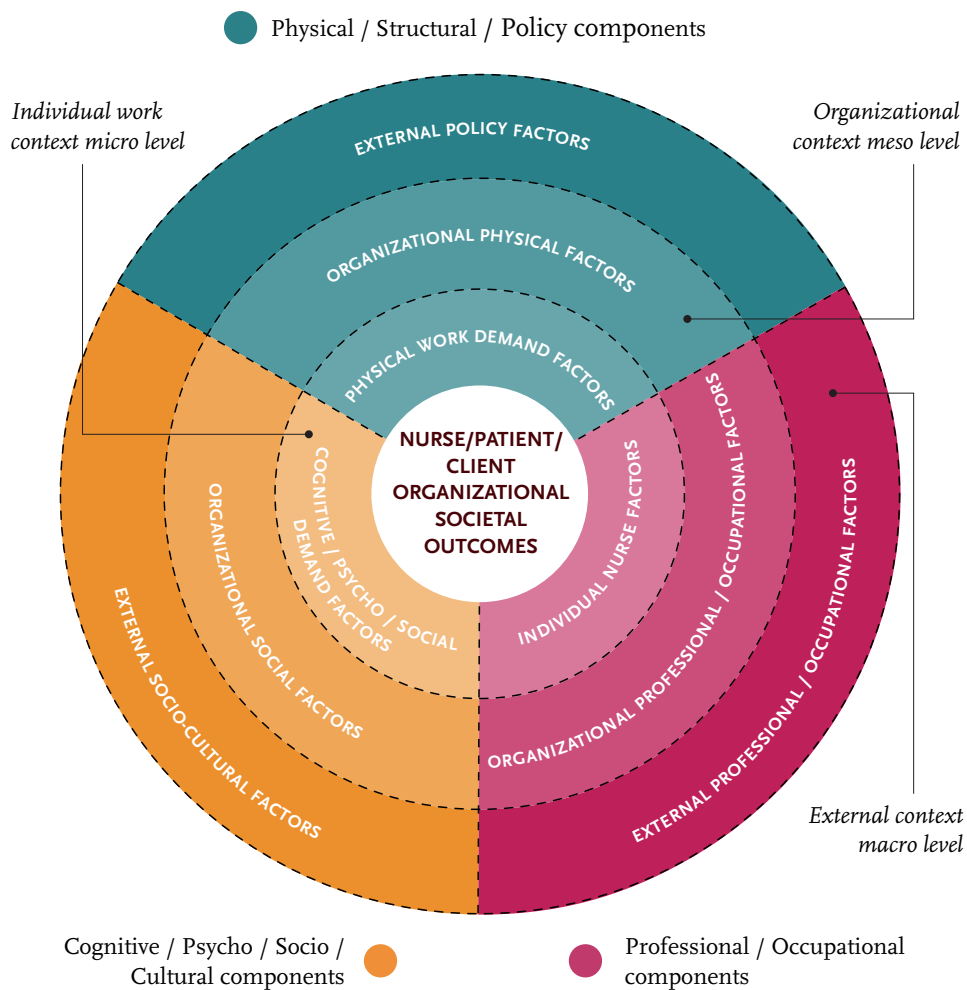 Physical / Structural / Policy components
Individual work
context micro level
Organizational
context meso level
EXTERNAL POLICY FACTORS
ORGANIZATIONAL PHYSICAL FACTORS
PHYSICAL WORK DEMAND FACTORS
NURSE/PATIENT/
CLIENT
ORGANIZATIONAL
SOCIETAL
OUTCOMES
COGNITIVE / PSYCHO / SOCIAL
DEMAND FACTORS
ORGANIZATIONAL SOCIAL FACTORS
EXTERNAL SOCIO-CULTURAL FACTORS
INDIVIDUAL NURSE FACTORS
ORGANIZATIONAL PROFESSIONAL / OCCUPATIONAL FACTORS
EXTERNAL PROFESSIONAL / OCCUPATIONAL FACTORS
External context
macro level
Cognitive / Psycho / Socio /
Cultural components
Professional / Occupational
components